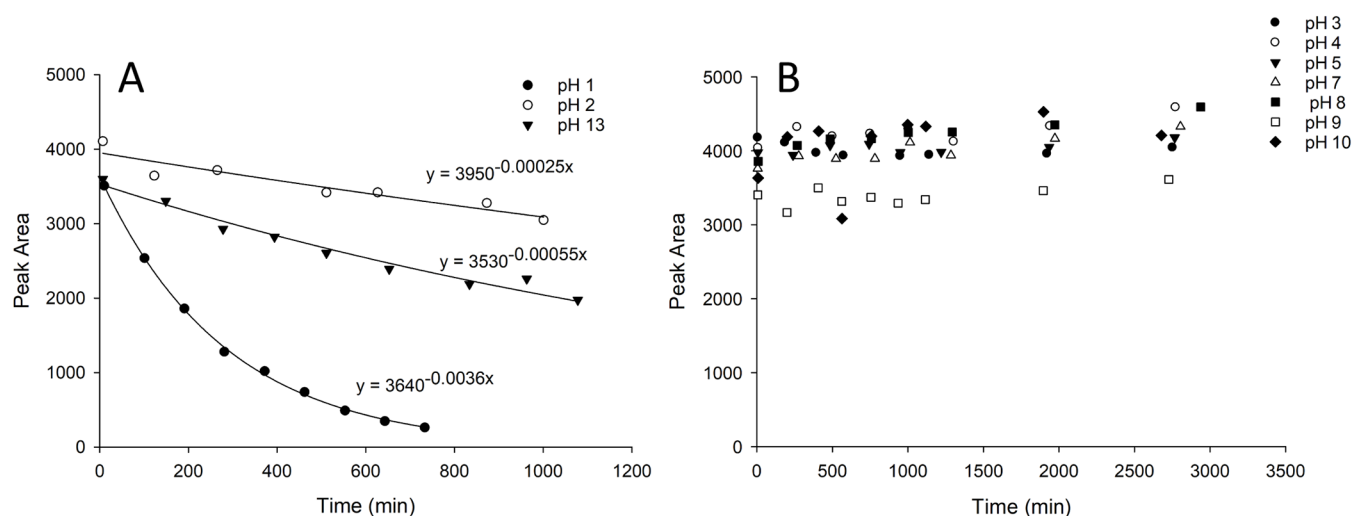 A
5000
4000
3000
2000
1000
0
Peak Area
0 200 400 600 800 1000 1200
Time (min)
pH 1
pH 2
pH 13
y = 3950-0.00025x
y = 3530-0.00055x
y = 3640-0.0036x
B
5000
4000
3000
2000
1000
0
Peak Area
0 500 1000 1500 2000 2500 3000 3500
Time (min)
pH 3
pH 4
pH 5
pH 7
pH 8
pH 9
pH 10